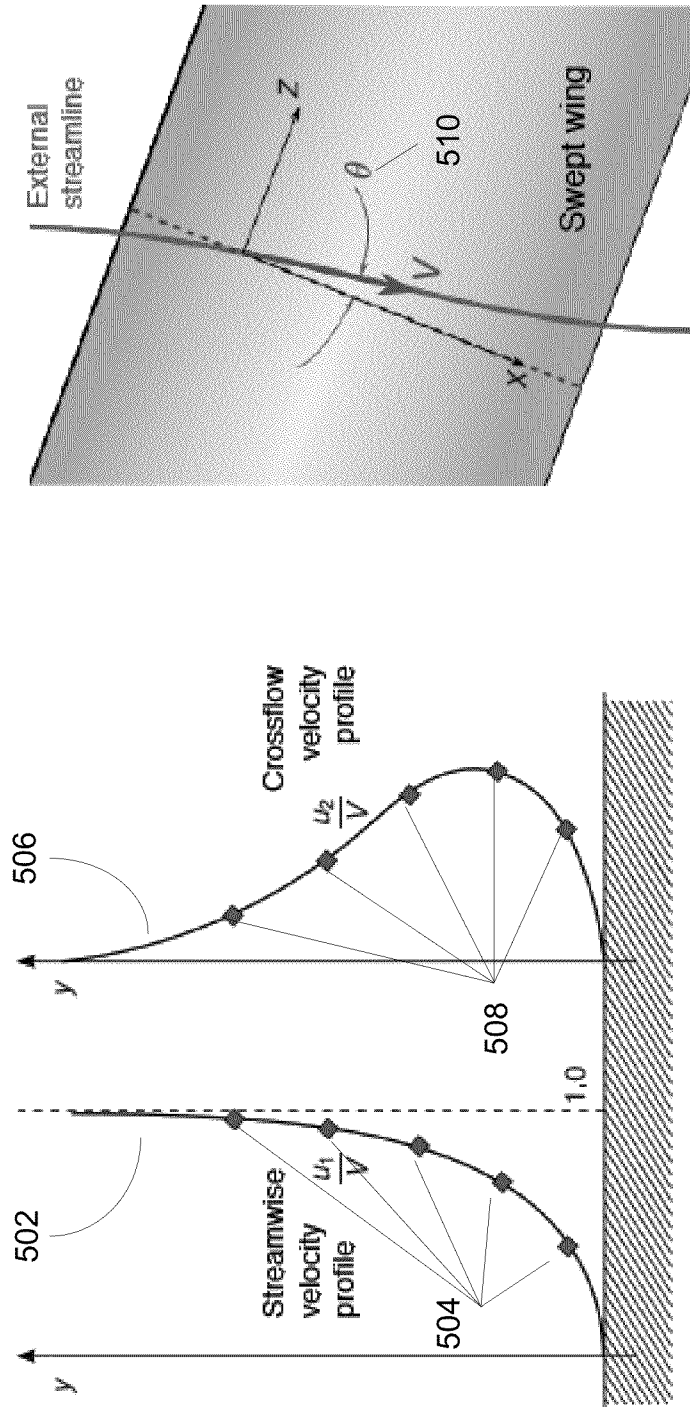 502
506
y
y
Streamwise
velocity
profile
u₁
V
504
1.0
508
u₂
V
Crossflow
velocity
profile
External
streamline
Z
θ
510
V
x
Swept wing